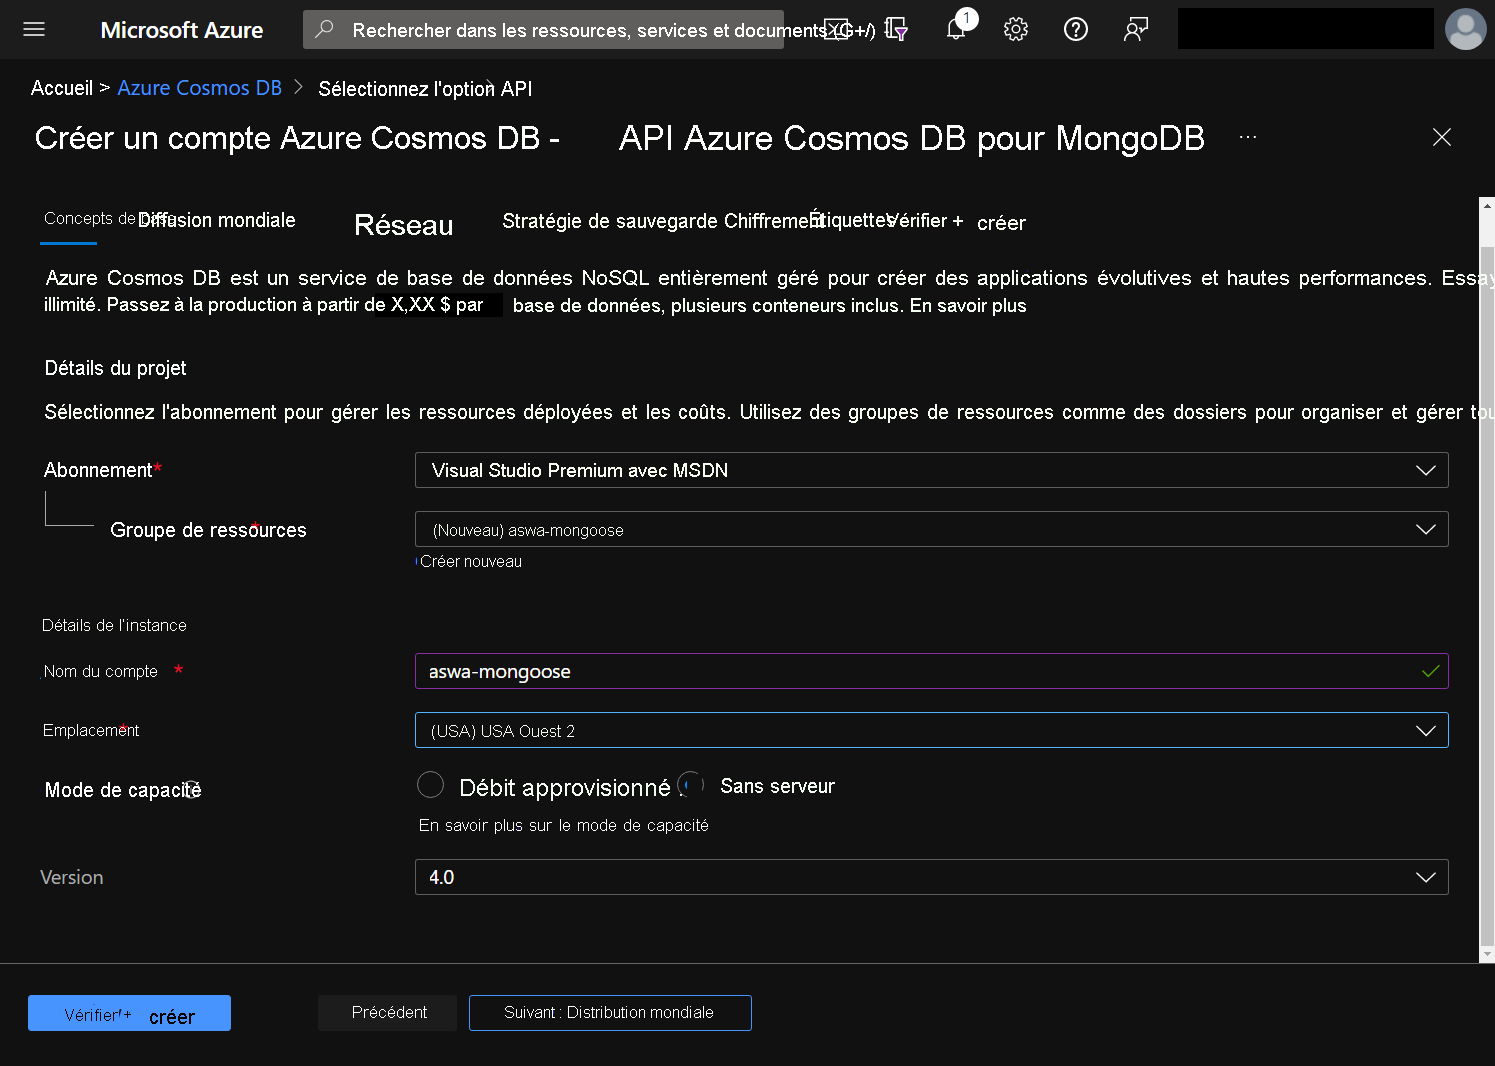 Microsoft Azure
Rechercher dans les ressources, services et documents (G+/)
1
Accueil > Azure Cosmos DB > Sélectionnez l'option API
Créer un compte Azure Cosmos DB - API Azure Cosmos DB pour MongoDB ...
Concepts de base Diffusion mondiale Réseau Stratégie de sauvegarde Chiffrement Étiquettes Vérifier + créer
Azure Cosmos DB est un service de base de données NoSQL entièrement géré pour créer des applications évolutives et hautes performances.
illimité. Passez à la production à partir de X,XX $ par base de données, plusieurs conteneurs inclus. En savoir plus
Détails du projet
Sélectionnez l'abonnement pour gérer les ressources déployées et les coûts. Utilisez des groupes de ressources comme des dossiers pour organiser et gérer
Abonnement* Visual Studio Premium avec MSDN
Groupe de ressources* (Nouveau) aswa-mongoose
Créer nouveau
Détails de l'instance
Nom du compte * aswa-mongoose
Emplacement* (USA) USA Ouest 2
Mode de capacité Débit approvisionné Sans serveur
En savoir plus sur le mode de capacité
Version 4.0
Vérifier + créer Précédent Suivant : Distribution mondiale